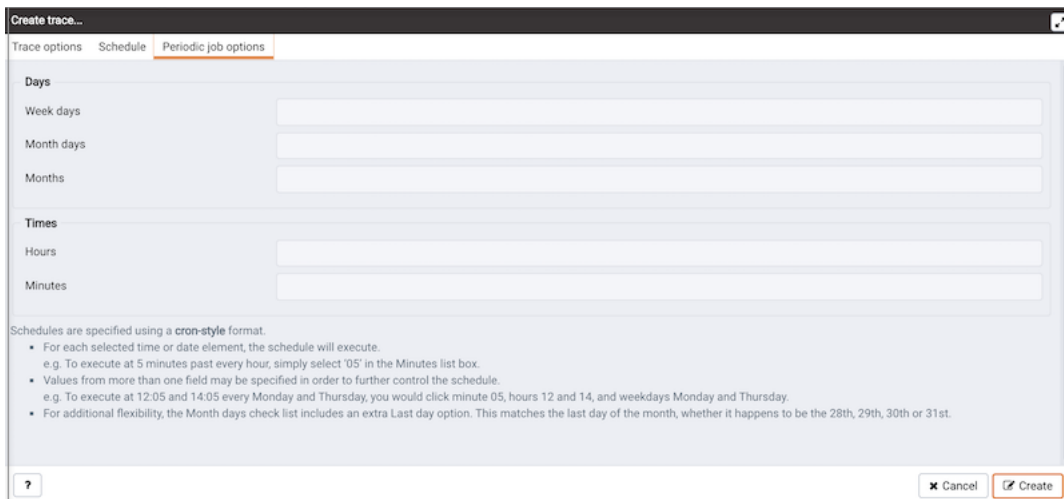 Create trace...
Trace options Schedule Periodic job options
Days
Week days
Month days
Months
Times
Hours
Minutes
Schedules are specified using a cron-style format.
▪ For each selected time or date element, the schedule will execute.
e.g. To execute at 5 minutes past every hour, simply select '05' in the Minutes list box.
▪ Values from more than one field may be specified in order to further control the schedule.
e.g. To execute at 12:05 and 14:05 every Monday and Thursday, you would click minute 05, hours 12 and 14, and weekdays Monday and Thursday.
▪ For additional flexibility, the Month days check list includes an extra Last day option. This matches the last day of the month, whether it happens to be the 28th, 29th, 30th or 31st.
? Cancel Create